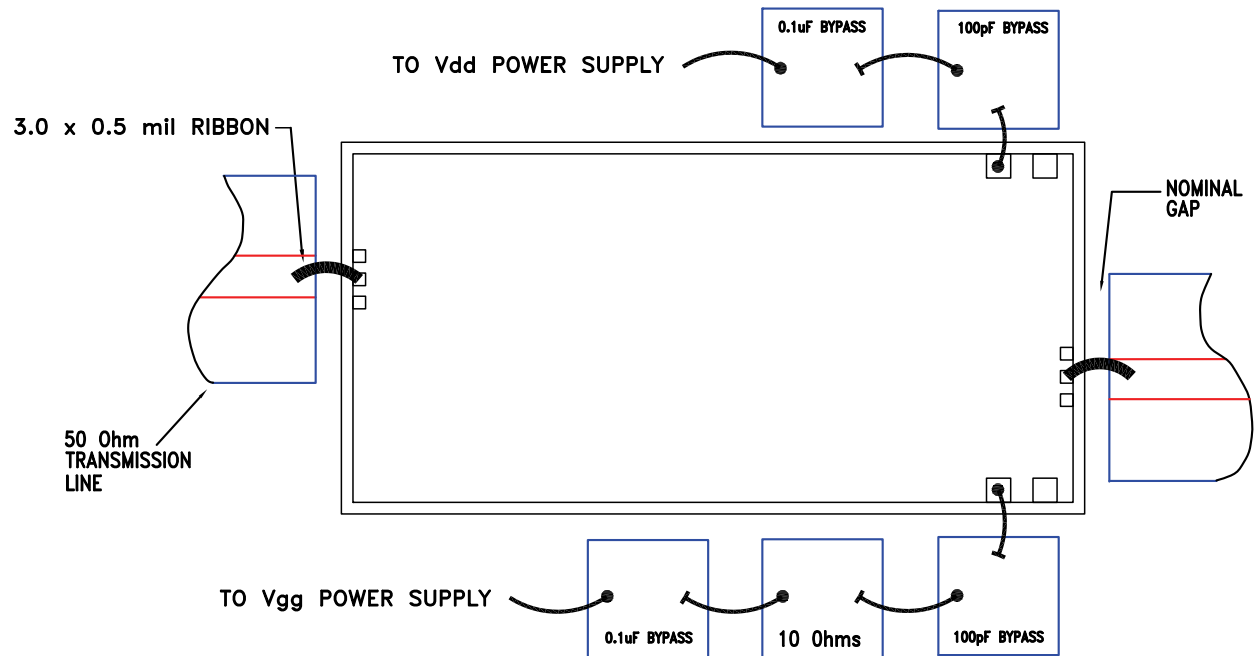 0.1uF BYPASS
100pF BYPASS
TO Vdd POWER SUPPLY
3.0 x 0.5 mil RIBBON
NOMINAL
GAP
50 Ohm
TRANSMISSION
LINE
TO Vgg POWER SUPPLY
0.1uF BYPASS
10 Ohms
100pF BYPASS